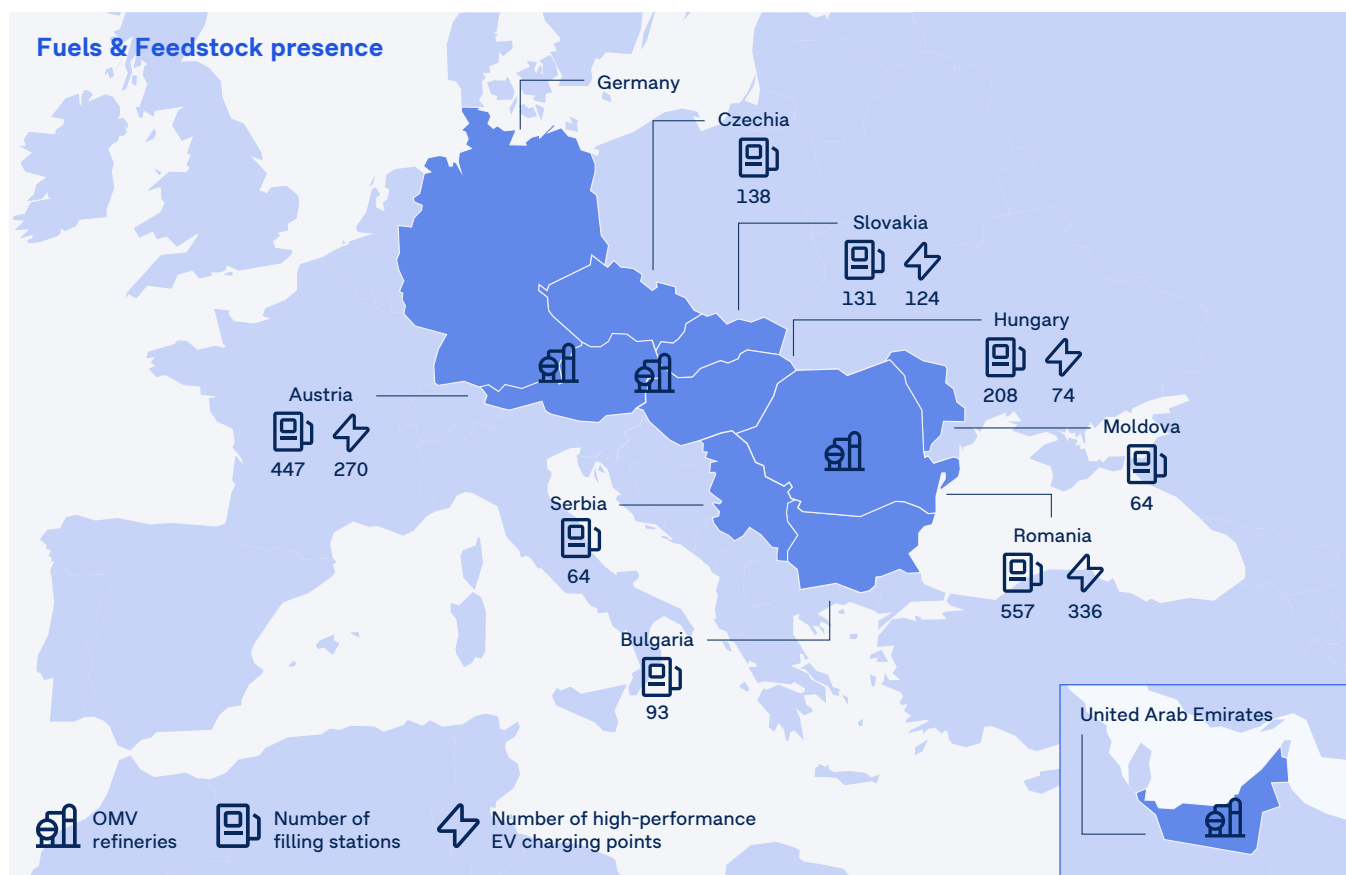 Fuels & Feedstock presence
Germany
Czechia
138
Slovakia
131 124
Hungary
208 74
Austria
447 270
Moldova
64
Serbia
64
Romania
557 336
Bulgaria
93
United Arab Emirates
OMV
refineries
Number of
filling stations
Number of high-performance
EV charging points